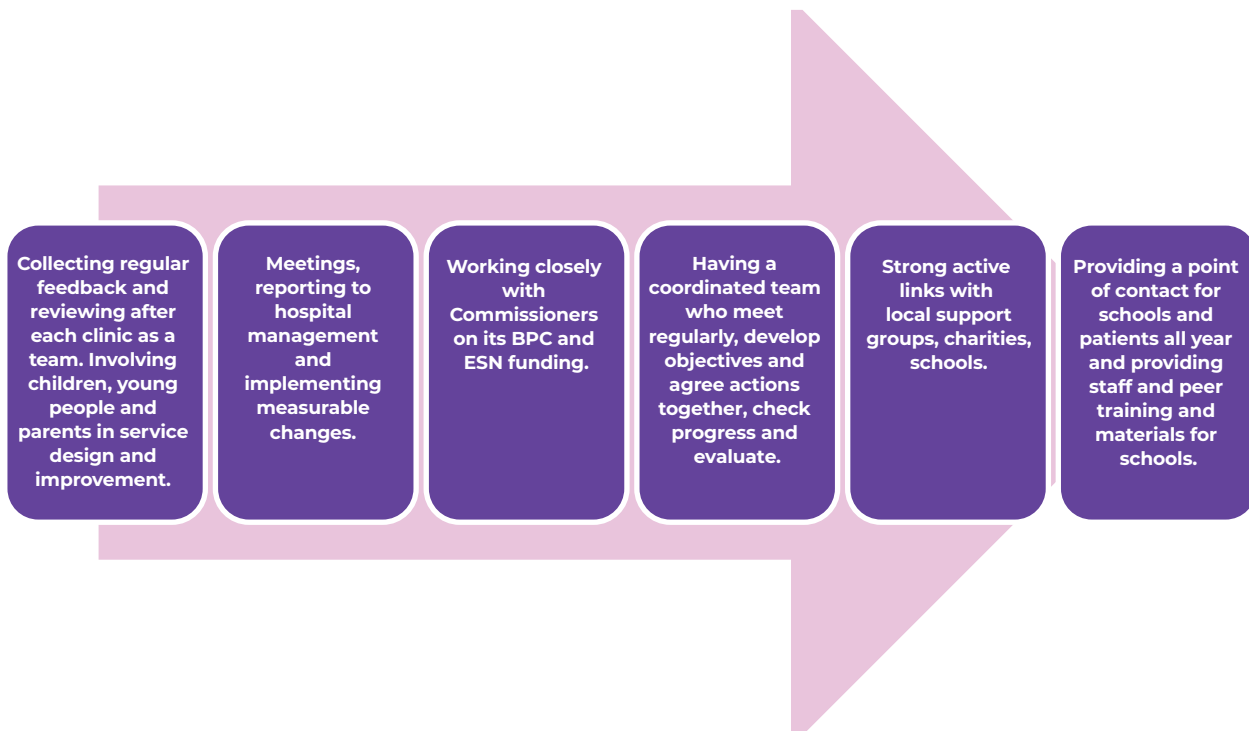 Collecting regular
feedback and
reviewing after
each clinic as a
team. Involving
children, young
people and
parents in service
design and
improvement.
Meetings,
reporting to
hospital
management
and
implementing
measurable
changes.
Working closely
with
Commissioners
on its BPC and
ESN funding.
Having a
coordinated team
who meet
regularly, develop
objectives and
agree actions
together, check
progress and
evaluate.
Strong active
links with
local support
groups, charities,
schools.
Providing a point
of contact for
schools and
patients all year
and providing
staff and peer
training and
materials for
schools.